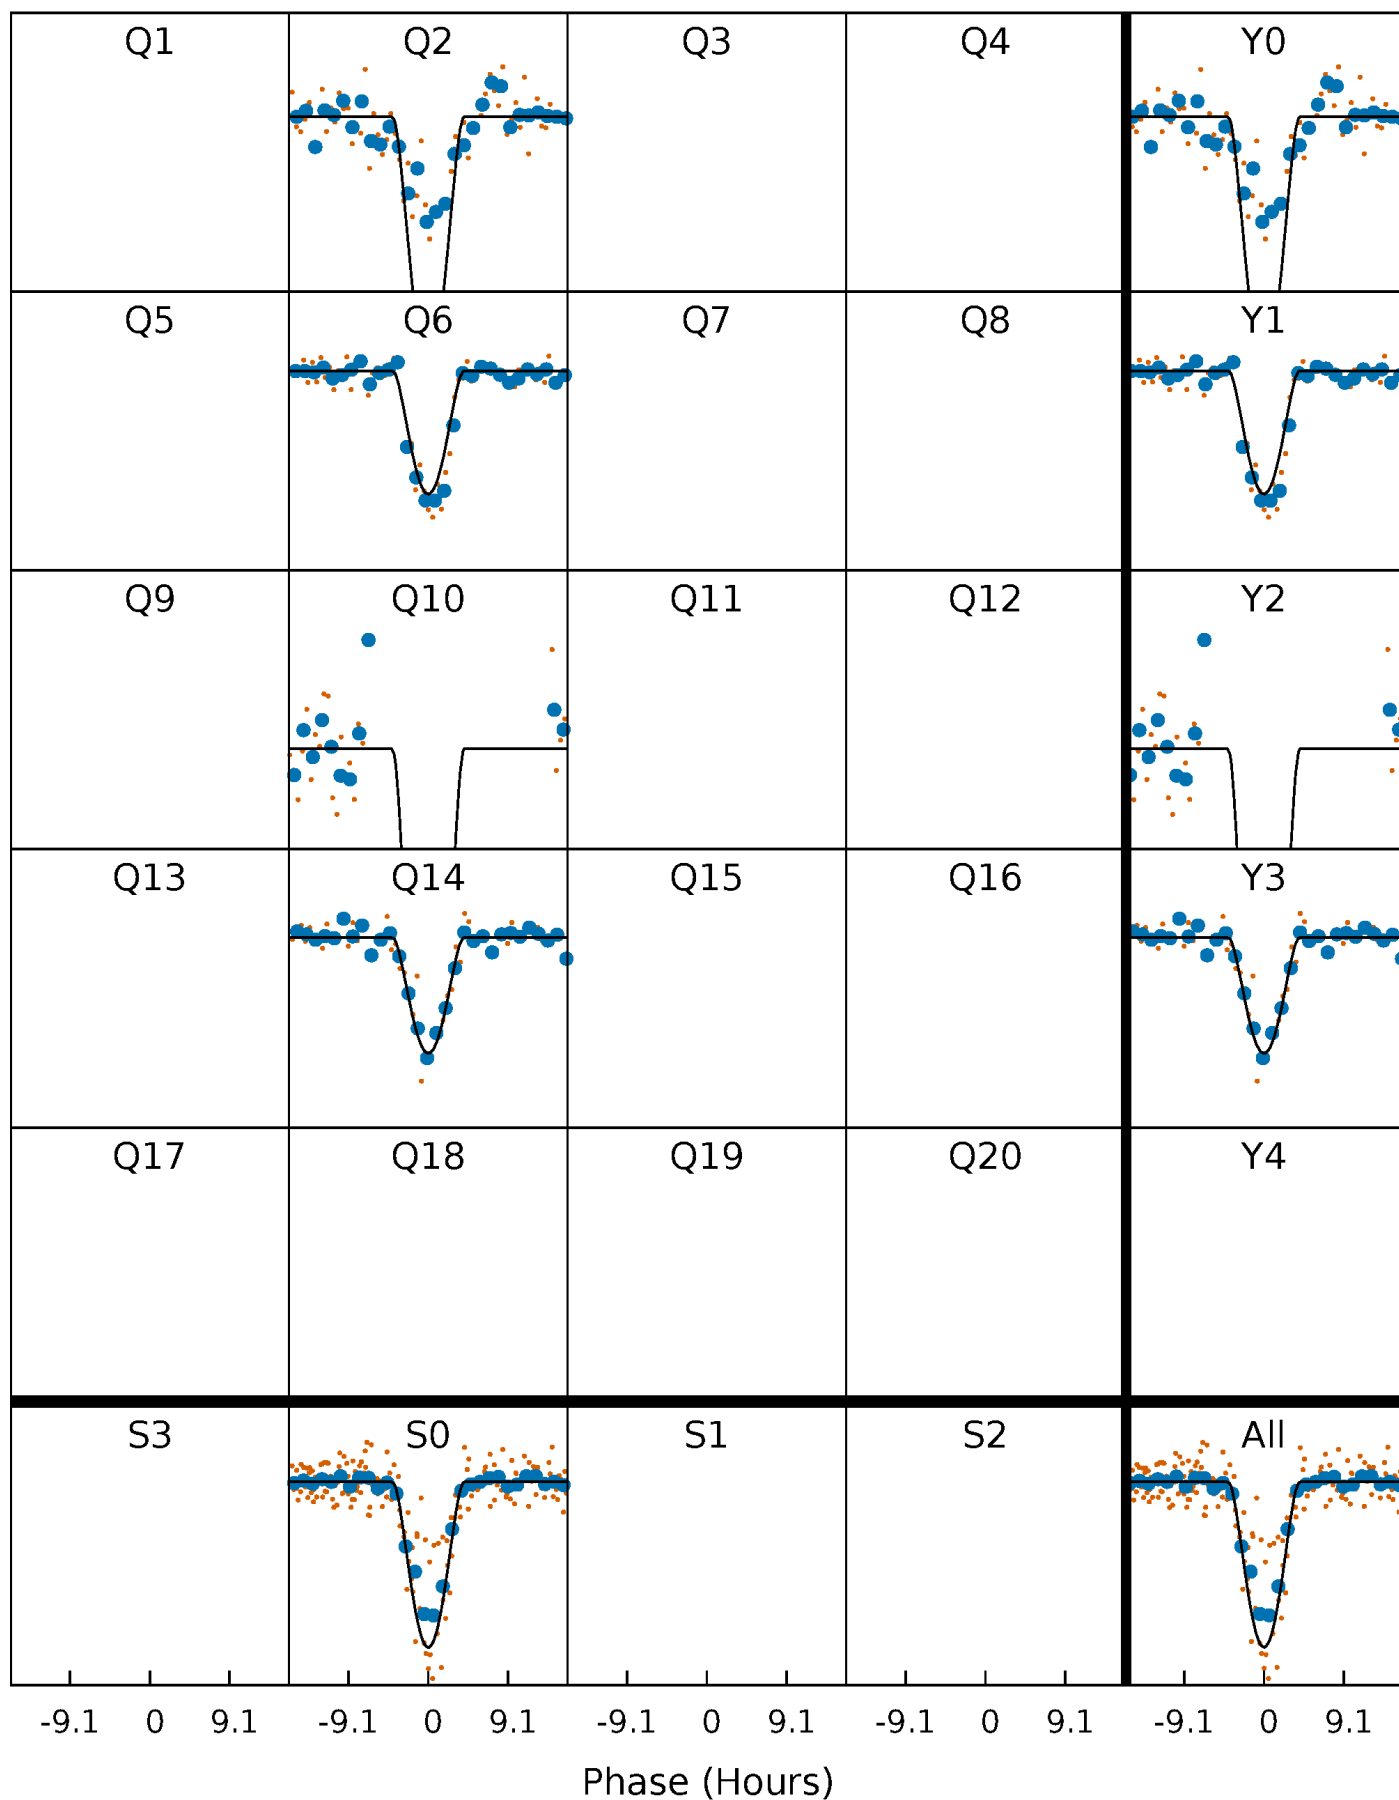 Q1 Q2 Q3 Q4 Y0
Q5 Q6 Q7 Q8 Y1
Q9 Q10 Q11 Q12 Y2
Q13 Q14 Q15 Q16 Y3
Q17 Q18 Q19 Q20 Y4
S3 S0 S1 S2 All
-9.1 0 9.1 -9.1 0 9.1 -9.1 0 9.1 -9.1 0 9.1 -9.1 0 9.1
Phase (Hours)